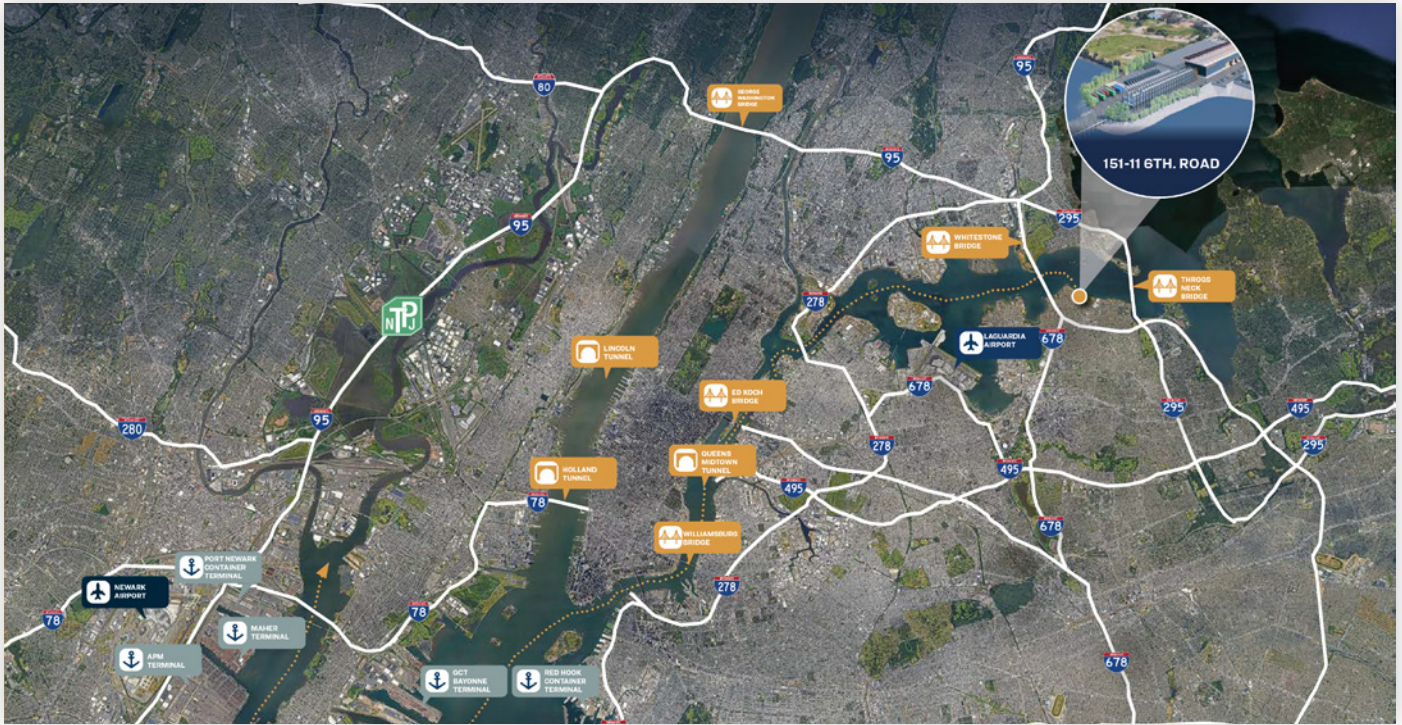 80
GEORGE
WASHINGTON
BRIDGE
95
95
151-11 6TH. ROAD
95
295
WHITESTONE
BRIDGE
THROGS
NECK
BRIDGE
278
NTPJ
LAGUARDIA
AIRPORT
678
LINCOLN
TUNNEL
678
ED KOCH
BRIDGE
295
495
280
95
278
295
QUEENS
MIDTOWN
TUNNEL
495
HOLLAND
TUNNEL
78
495
678
WILLIAMSBURG
BRIDGE
PORT NEWARK
CONTAINER
TERMINAL
NEWARK
AIRPORT
278
78
78
MAHER
TERMINAL
APM
TERMINAL
678
GCT
BAYONNE
TERMINAL
RED HOOK
CONTAINER
TERMINAL